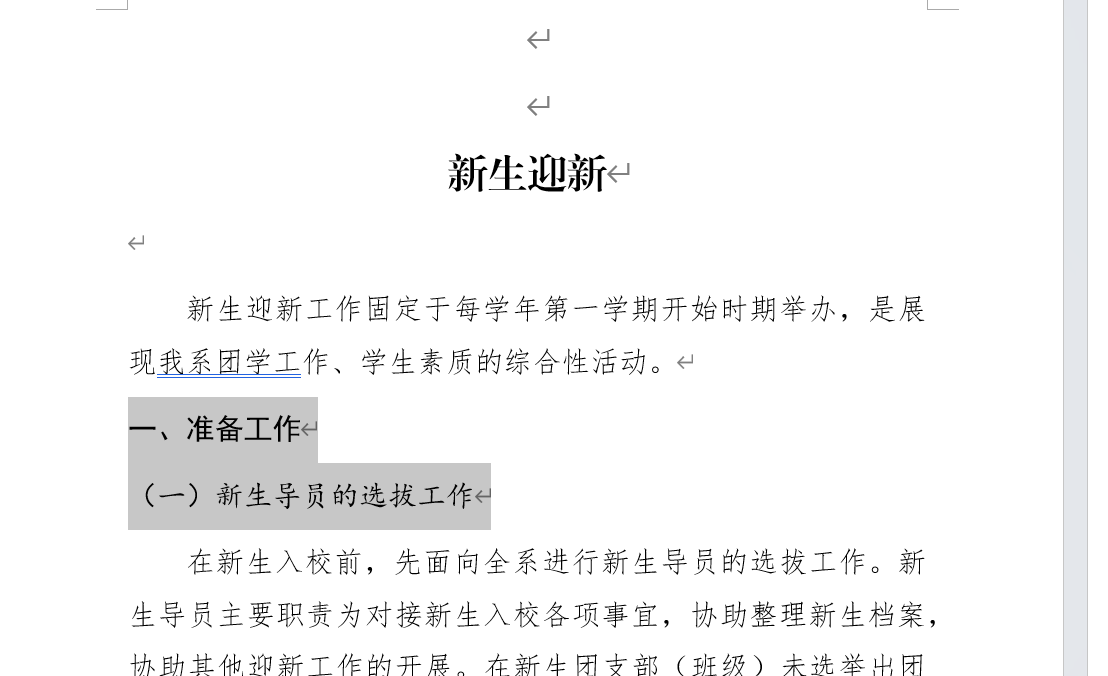 新生迎新
新生迎新工作固定于每学年第一学期开始时期举办，是展
现我系团学工作、学生素质的综合性活动。
一、准备工作
（一）新生导员的选拔工作
在新生入校前，先面向全系进行新生导员的选拔工作。新
生导员主要职责为对接新生入校各项事宜，协助整理新生档案，
协助其他迎新工作的开展。在新生团支部（班级）未选举出团